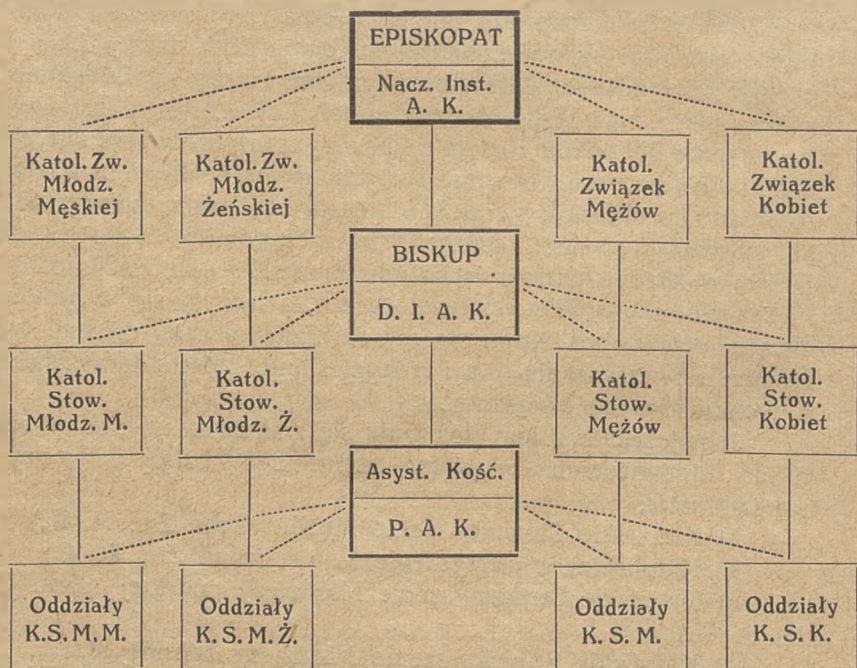 EPISKOPAT
Nacz. Inst.
A. K.
Katol. Zw.
Młodz.
Męskiej
Katol. Zw.
Młodz.
Żeńskiej
Katol.
Związek
Mężów
Katol.
Związek
Kobiet
BISKUP
D. I. A. K.
Katol.
Stow.
Młodz. M.
Katol.
Stow.
Młodz. Ż.
Katol.
Stow.
Mężów
Katol.
Stow.
Kobiet
Asyst. Kość.
P. A. K.
Oddziały
K.S.M.M.
Oddziały
K. S. M. Ż.
Oddziały
K. S. M.
Oddziały
K. S. K.